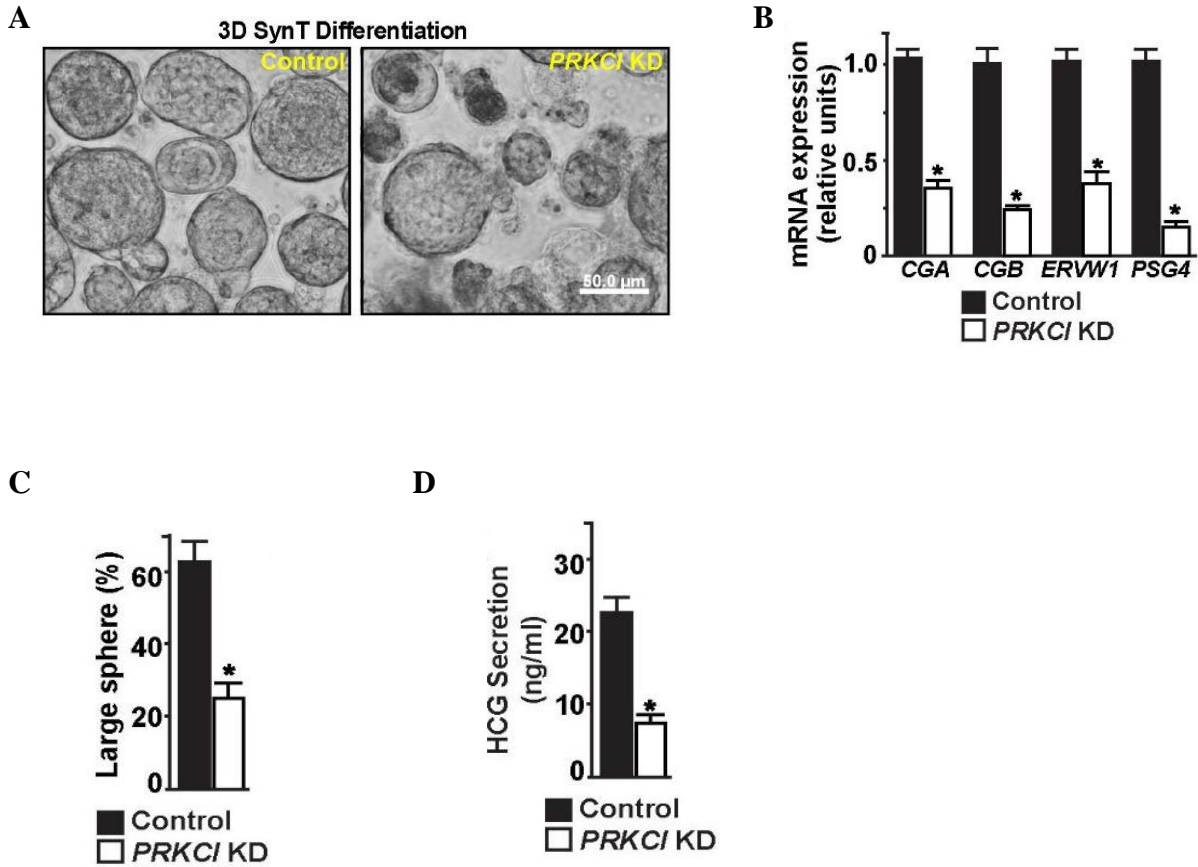 A
3D SynT Differentiation
Control
PRKCI KD
50.0 µm
B
mRNA expression
(relative units)
1.0
0.5
0
*
*
*
*
CGA CGB ERVW1 PSG4
Control
PRKCI KD
C
Large sphere (%)
60
40
20
0
*
Control
PRKCI KD
D
HCG Secretion
(ng/ml)
30
20
10
0
*
Control
PRKCI KD